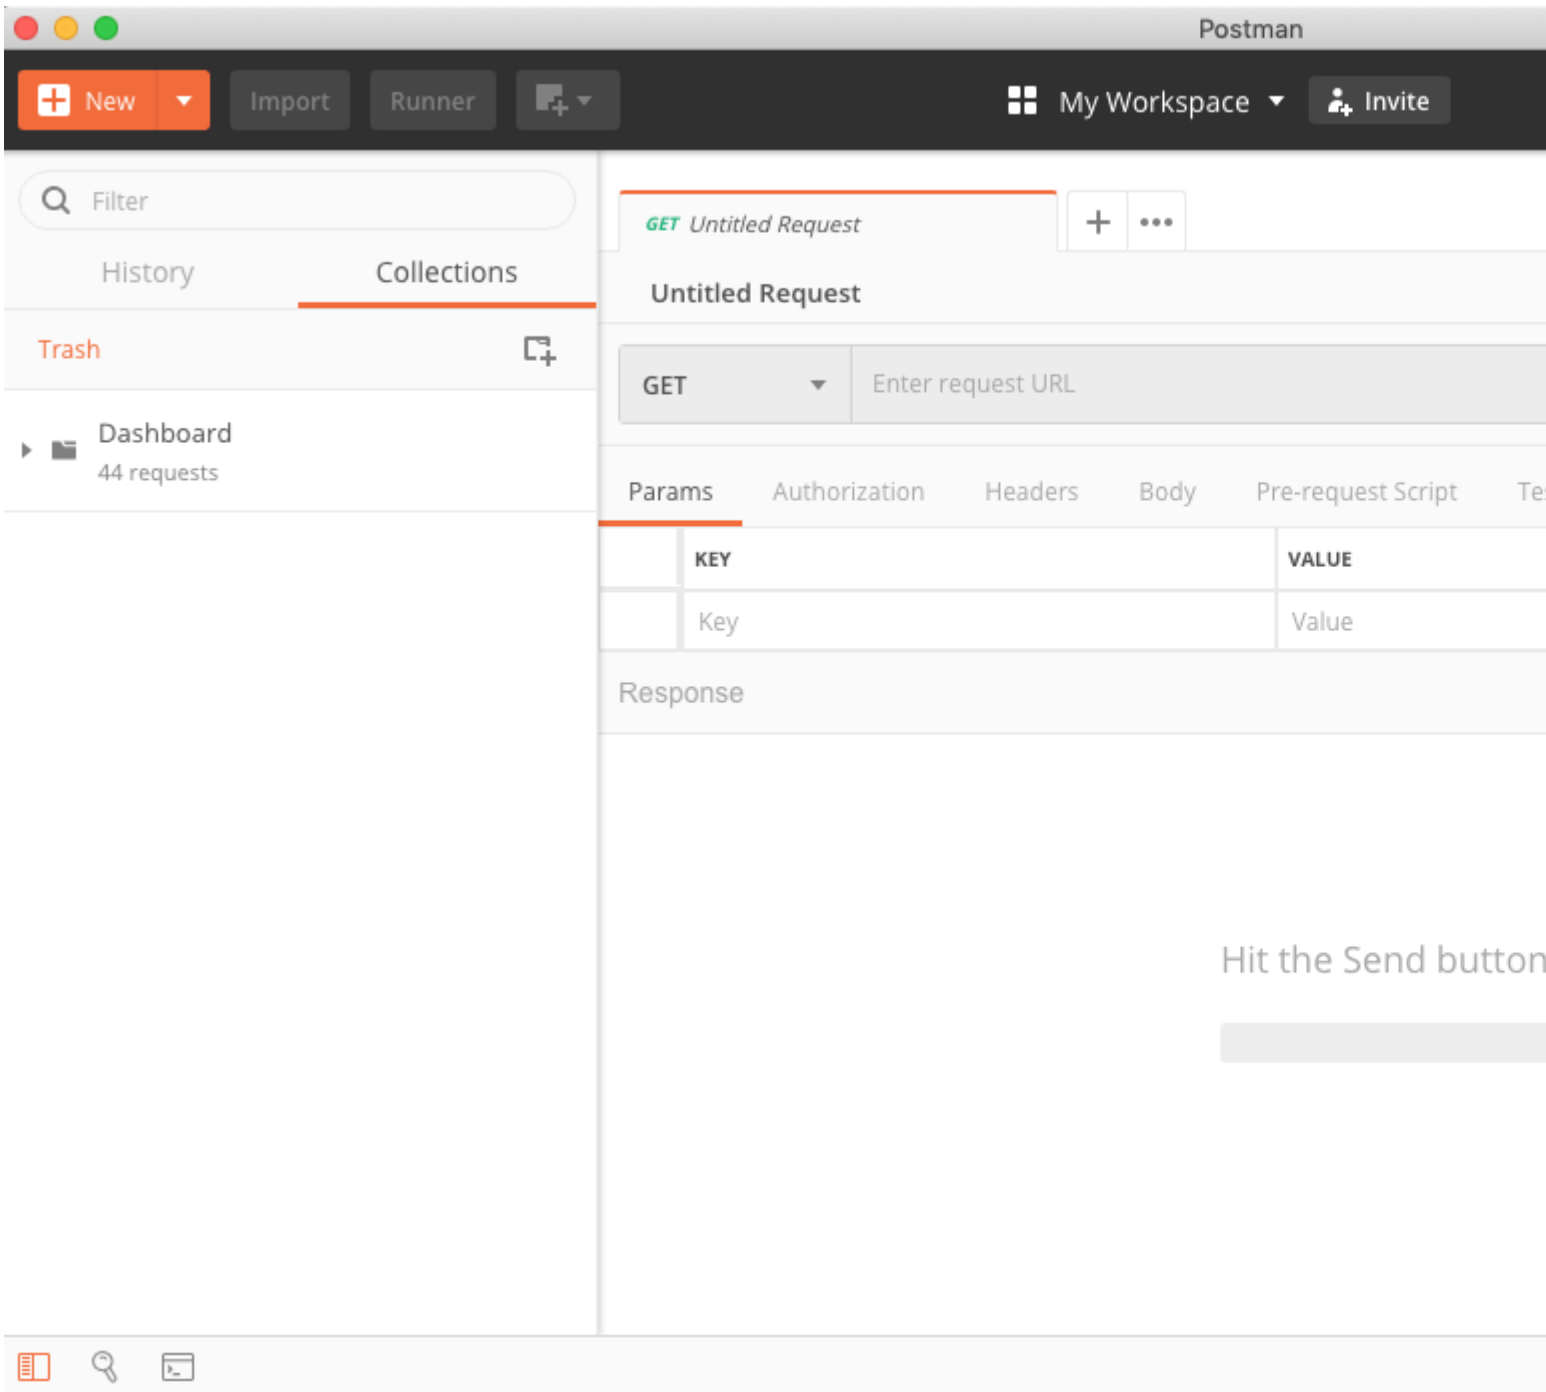 Postman
New
Import
Runner
My Workspace
Invite
Filter
History
Collections
Trash
Dashboard
44 requests
GET Untitled Request
Untitled Request
GET
Enter request URL
Params
Authorization
Headers
Body
Pre-request Script
Te
KEY
VALUE
Key
Value
Response
Hit the Send button